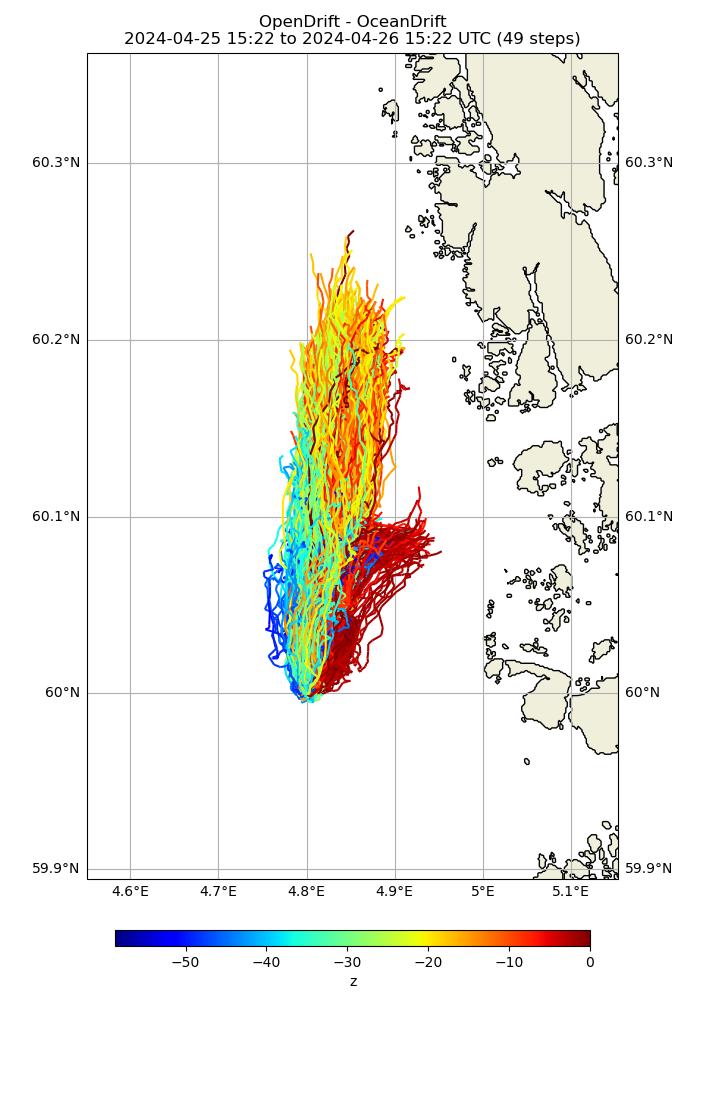 OpenDrift - OceanDrift
2024-04-25 15:22 to 2024-04-26 15:22 UTC (49 steps)
60.3°N 60.3°N
60.2°N 60.2°N
60.1°N 60.1°N
60°N 60°N
59.9°N 59.9°N
4.6°E 4.7°E 4.8°E 4.9°E 5°E 5.1°E
−50 −40 −30 −20 −10 0
z